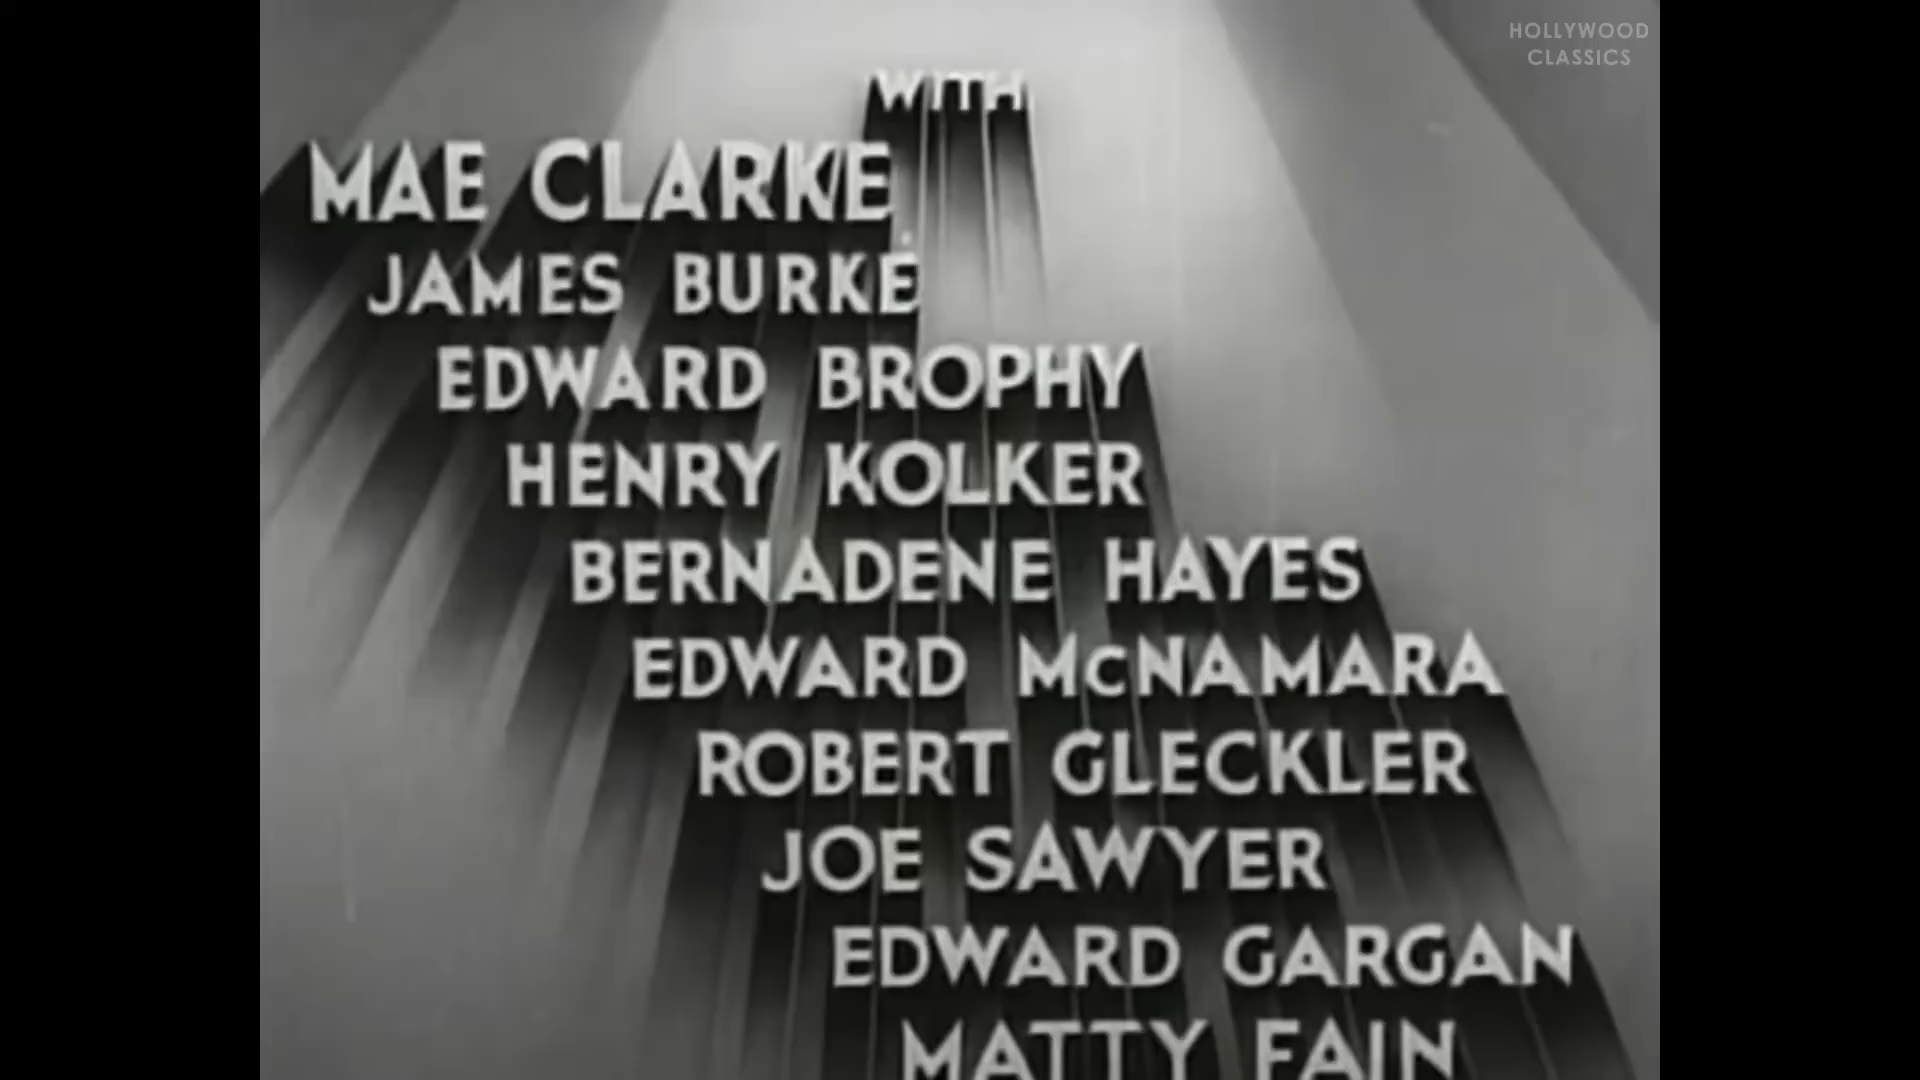 HOLLYWOOD
CLASSICS
WITH
MAE CLARKE
JAMES BURKE
EDWARD BROPHY
HENRY KOLKER
BERNADENE HAYES
EDWARD McNAMARA
ROBERT GLECKLER
JOE SAWYER
EDWARD GARGAN
MATTY FAIN